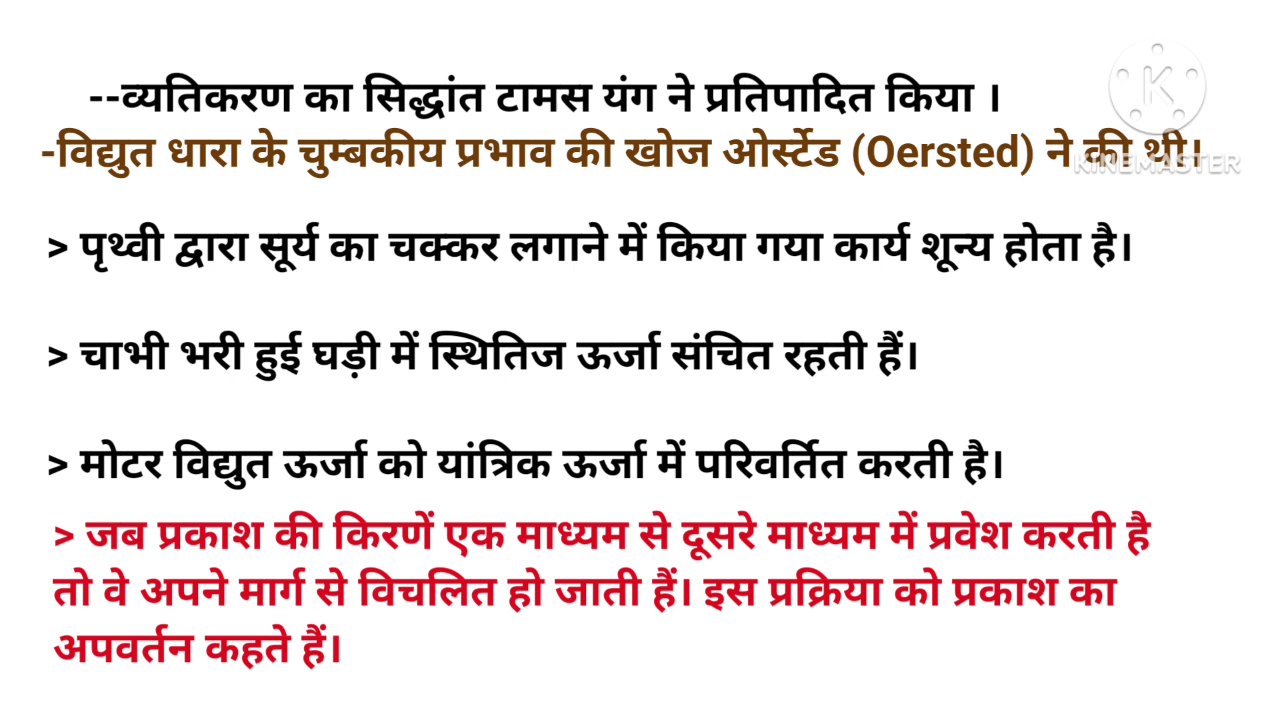 --व्यतिकरण का सिद्धांत टामस यंग ने प्रतिपादित किया ।
-विद्युत धारा के चुम्बकीय प्रभाव की खोज ओर्स्टेड (Oersted) ने की थी।
KINEMASTER
> पृथ्वी द्वारा सूर्य का चक्कर लगाने में किया गया कार्य शून्य होता है।
> चाभी भरी हुई घड़ी में स्थितिज ऊर्जा संचित रहती हैं।
> मोटर विद्युत ऊर्जा को यांत्रिक ऊर्जा में परिवर्तित करती है।
> जब प्रकाश की किरणें एक माध्यम से दूसरे माध्यम में प्रवेश करती है
तो वे अपने मार्ग से विचलित हो जाती हैं। इस प्रक्रिया को प्रकाश का
अपवर्तन कहते हैं।